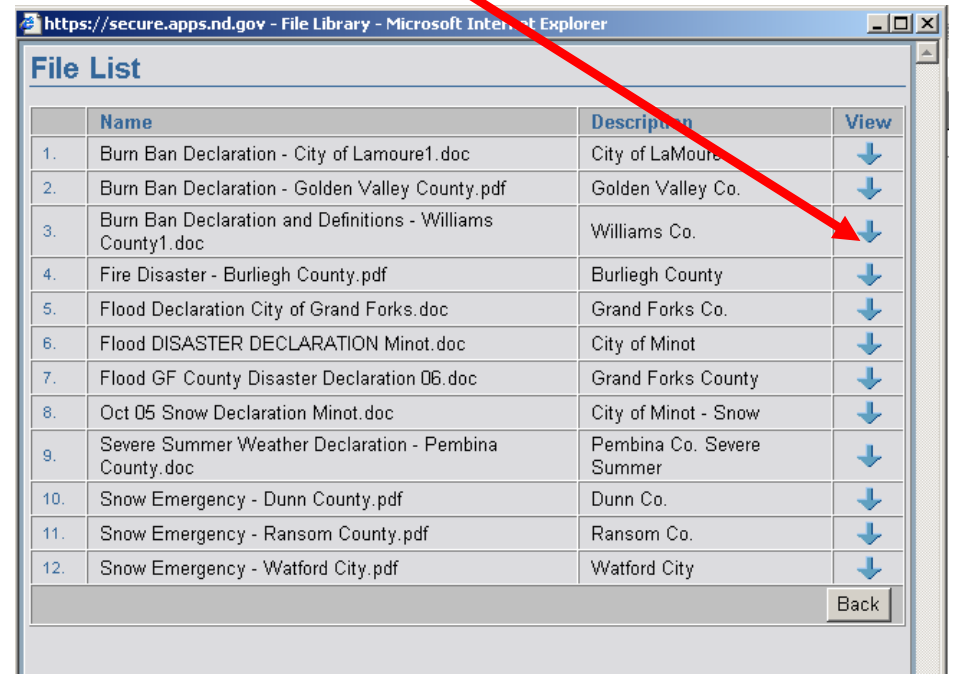 https://secure.apps.nd.gov - File Library - Microsoft Internet Explorer
File List
Name Description View
1. Burn Ban Declaration - City of Lamoure1.doc City of LaMoure
2. Burn Ban Declaration - Golden Valley County.pdf Golden Valley Co.
3. Burn Ban Declaration and Definitions - Williams County1.doc Williams Co.
4. Fire Disaster - Burliegh County.pdf Burliegh County
5. Flood Declaration City of Grand Forks.doc Grand Forks Co.
6. Flood DISASTER DECLARATION Minot.doc City of Minot
7. Flood GF County Disaster Declaration 06.doc Grand Forks County
8. Oct 05 Snow Declaration Minot.doc City of Minot - Snow
9. Severe Summer Weather Declaration - Pembina County.doc Pembina Co. Severe Summer
10. Snow Emergency - Dunn County.pdf Dunn Co.
11. Snow Emergency - Ransom County.pdf Ransom Co.
12. Snow Emergency - Watford City.pdf Watford City
Back